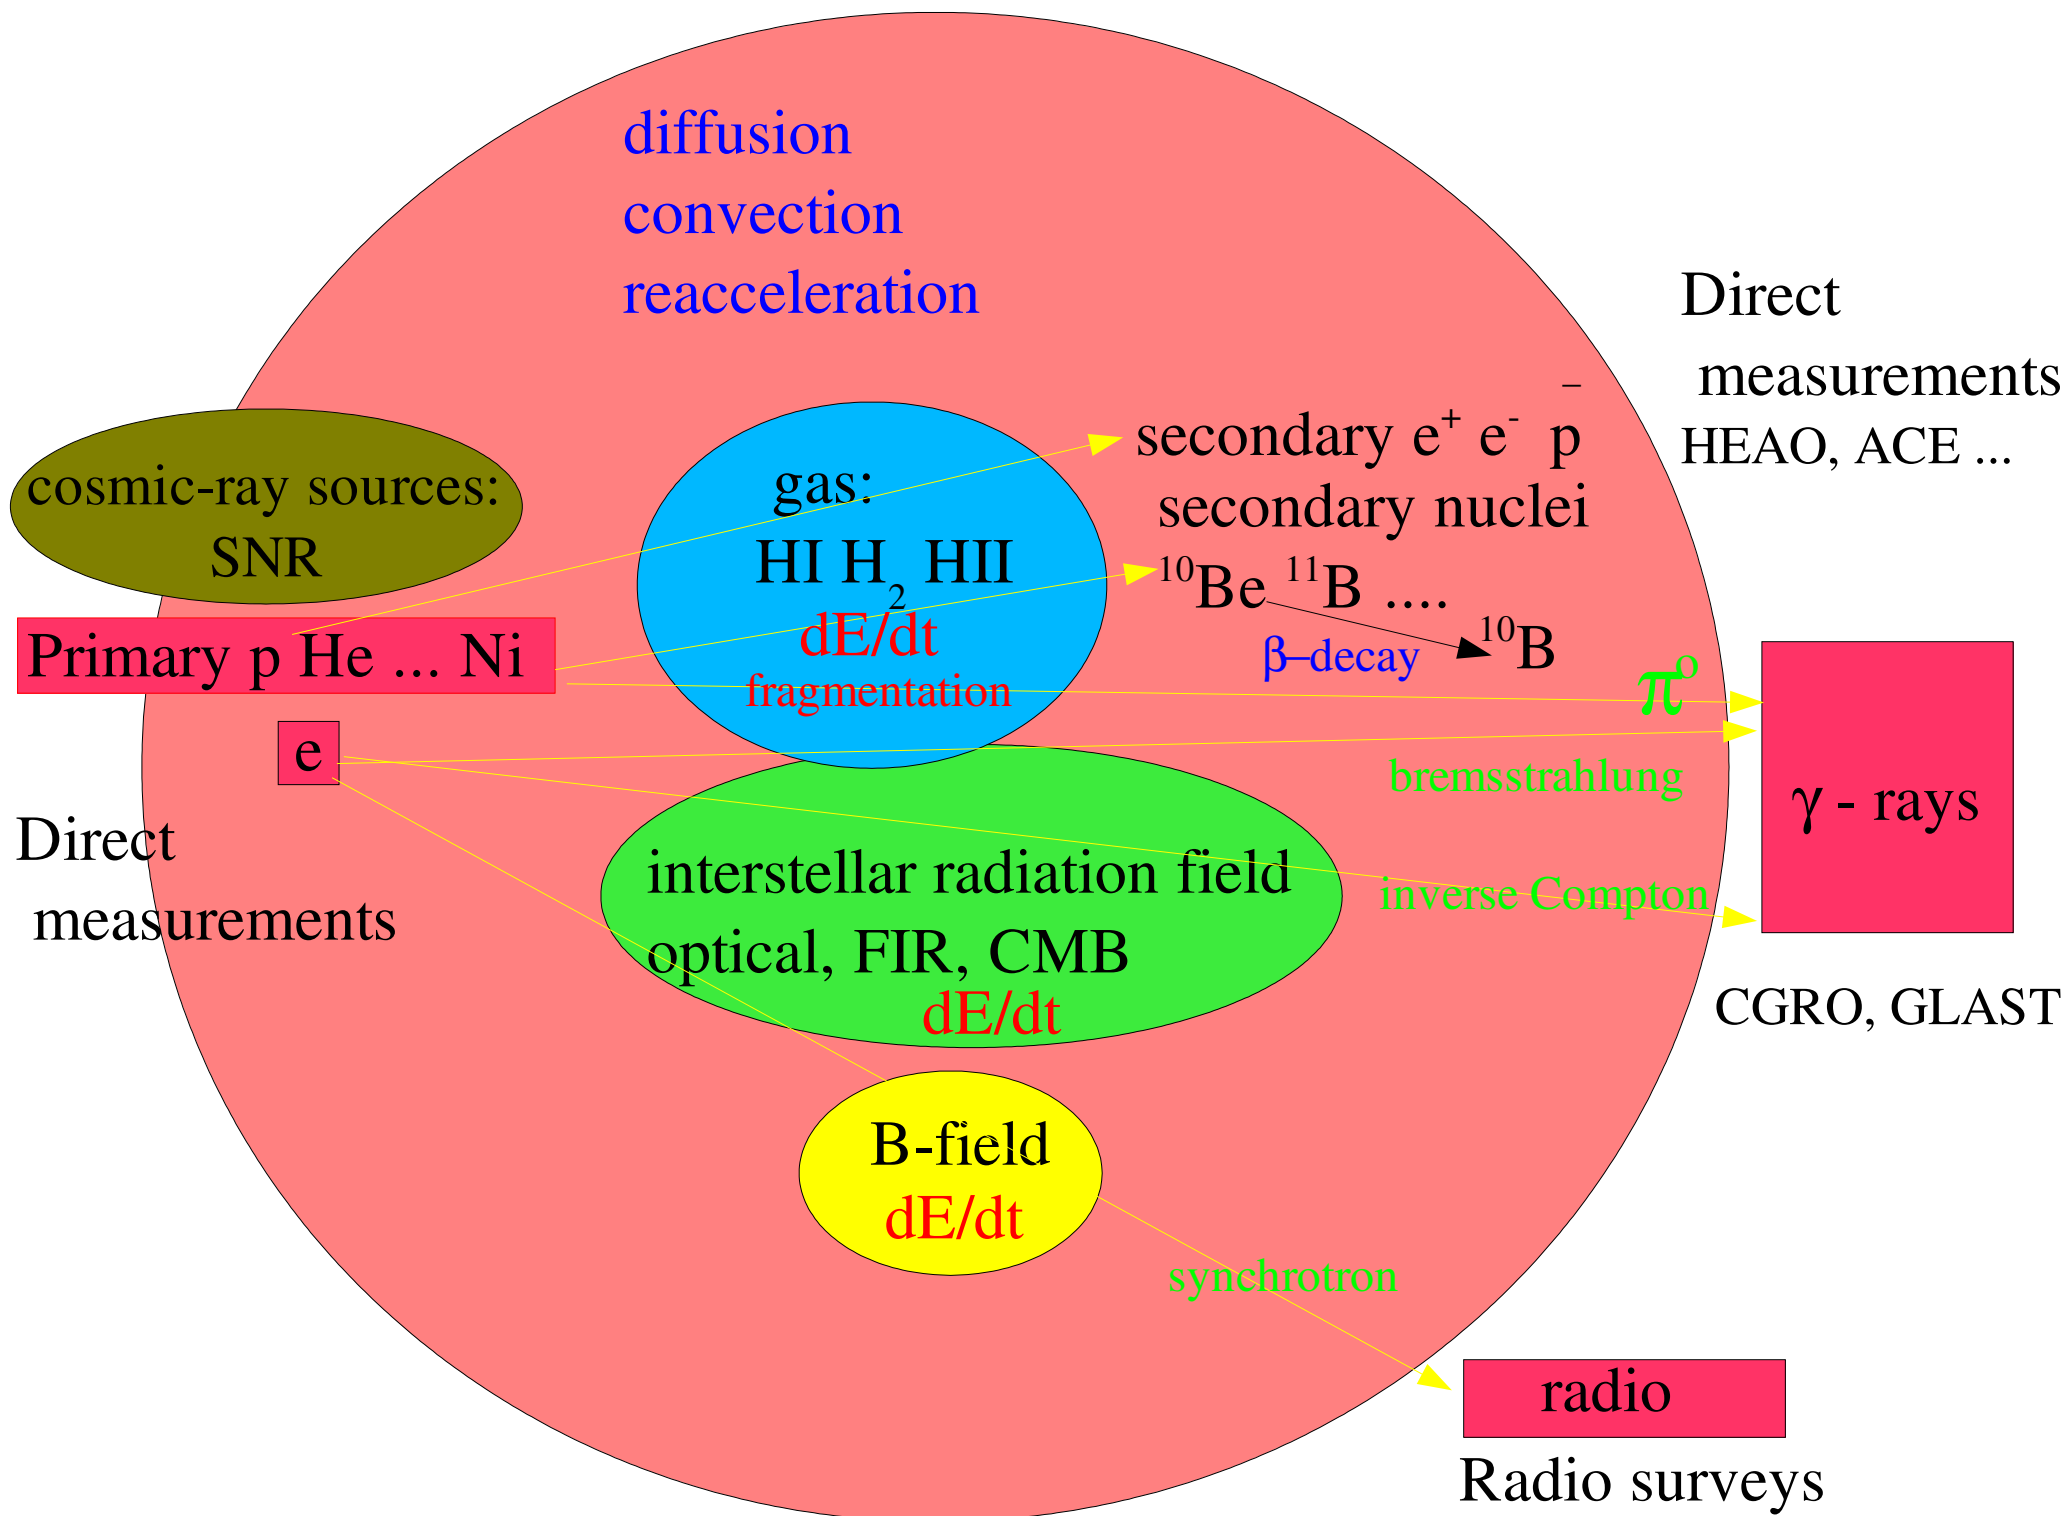 diffusion
convection
reacceleration
Direct
measurements
HEAO, ACE ...
cosmic-ray sources:
SNR
gas:
HI H₂ HII
dE/dt
fragmentation
secondary e⁺ e⁻ p̄
secondary nuclei
¹⁰Be ¹¹B ....
β–decay
¹⁰B
Primary p He ... Ni
e
Direct
measurements
π⁰
bremsstrahlung
inverse Compton
γ - rays
CGRO, GLAST
interstellar radiation field
optical, FIR, CMB
dE/dt
B-field
dE/dt
synchrotron
radio
Radio surveys